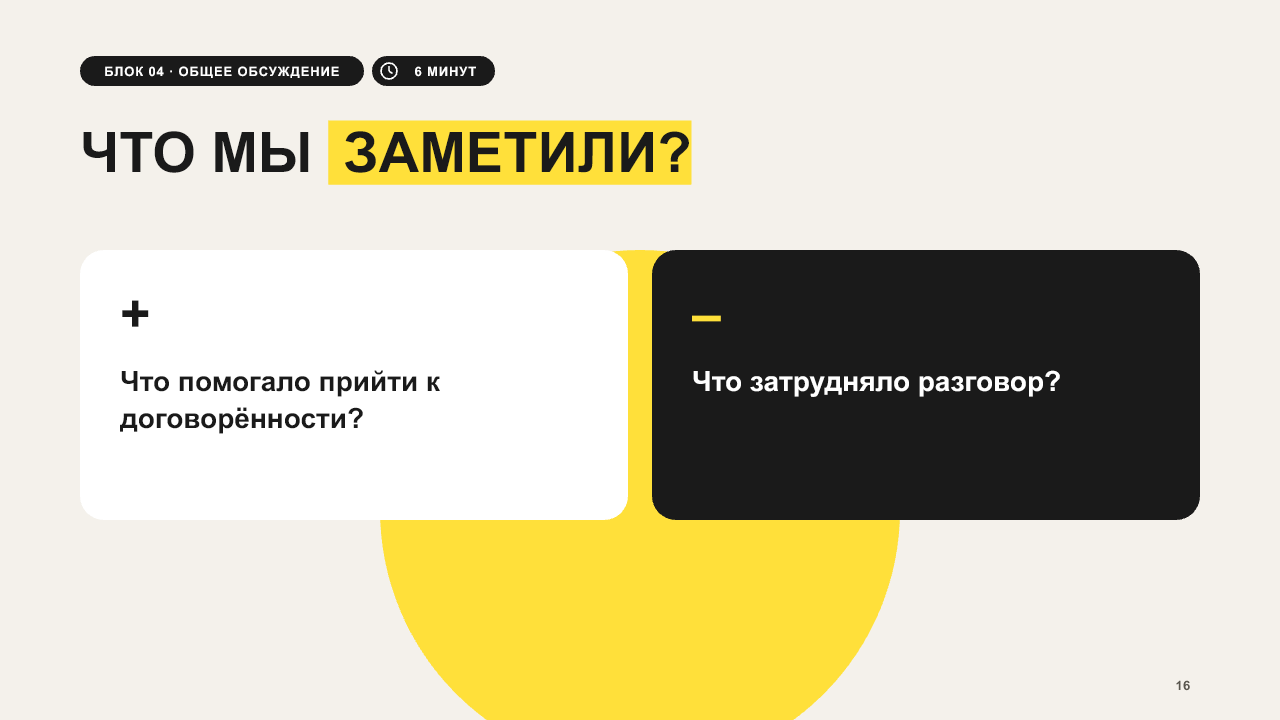 БЛОК 04 · ОБЩЕЕ ОБСУЖДЕНИЕ
6 МИНУТ
ЧТО МЫ ЗАМЕТИЛИ?
+
Что помогало прийти к
договорённости?
–
Что затрудняло разговор?
16